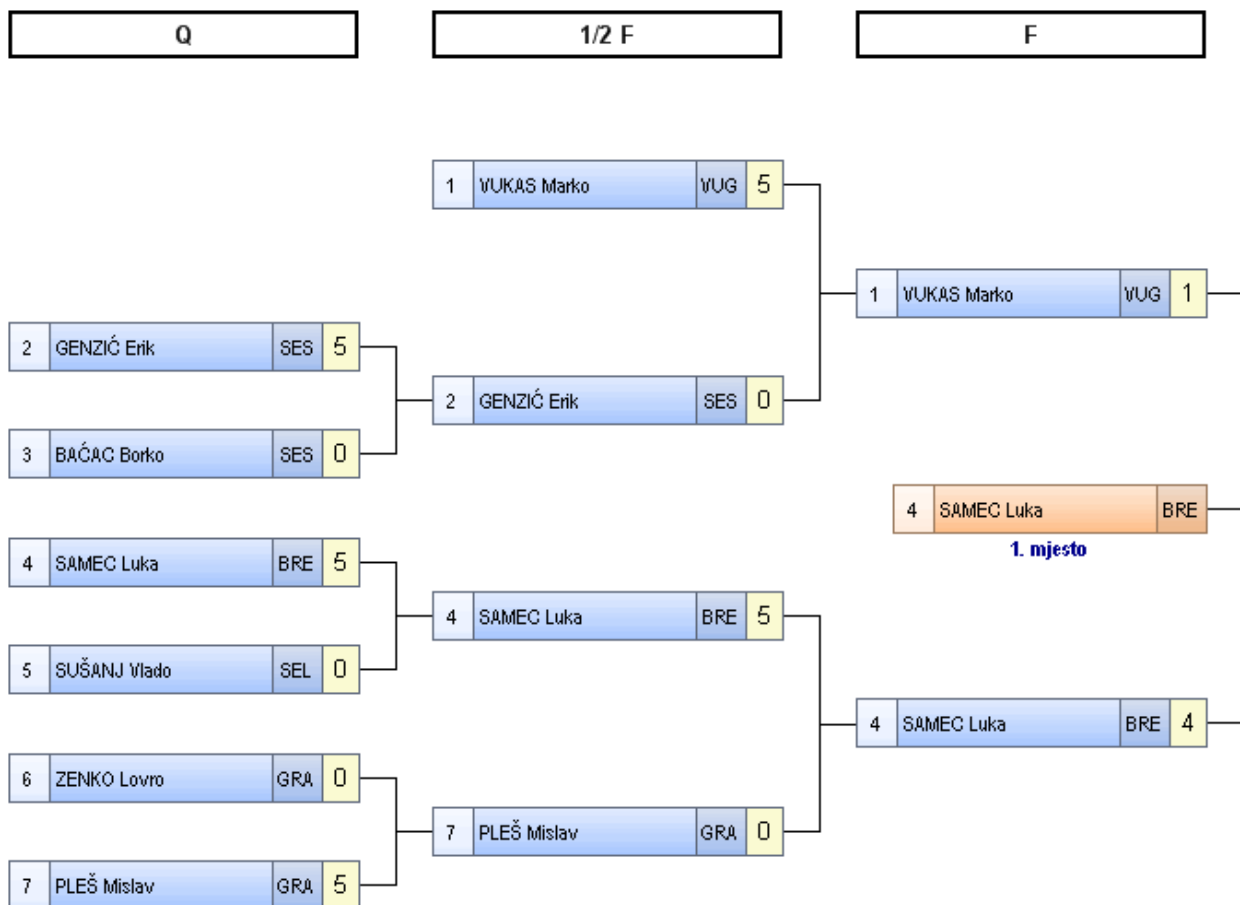 Q 1/2 F F
1 VUKAS Marko VUG 5
1 VUKAS Marko VUG 1
2 GENZIĆ Erik SES 5
2 GENZIĆ Erik SES 0
3 BAĆAC Borko SES 0
4 SAMEC Luka BRE
1. mjesto
4 SAMEC Luka BRE 5
4 SAMEC Luka BRE 5
5 SUŠANJ Vlado SEL 0
4 SAMEC Luka BRE 4
6 ZENKO Lovro GRA 0
7 PLEŠ Mislav GRA 0
7 PLEŠ Mislav GRA 5